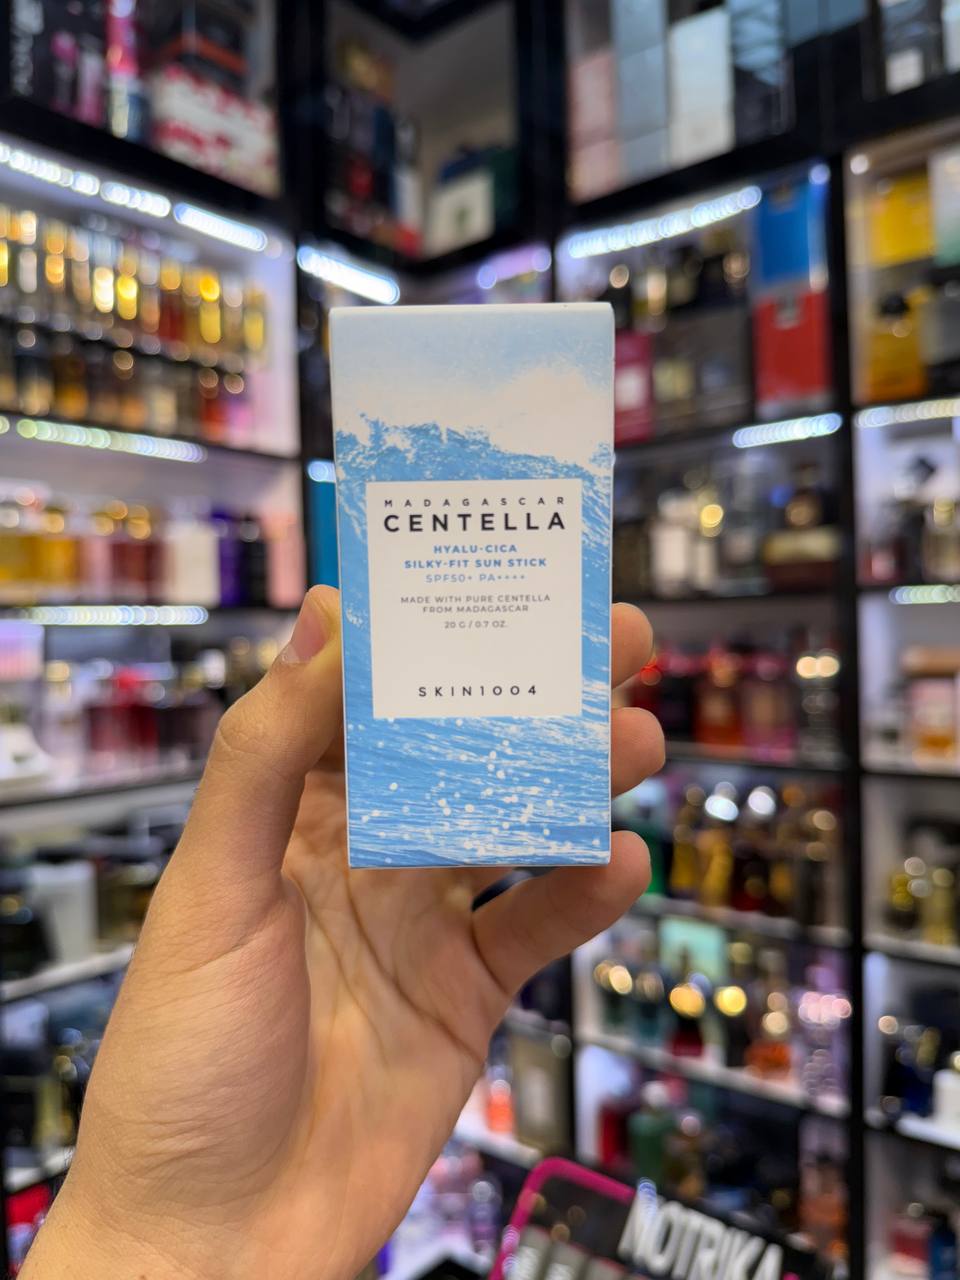 MADAGASCAR
CENTELLA
HYALU-CICA
SILKY-FIT SUN STICK
SPF50+ PA++++
MADE WITH PURE CENTELLA
FROM MADAGASCAR
20 G / 0.7 OZ.
SKIN1004
NOTRIKA